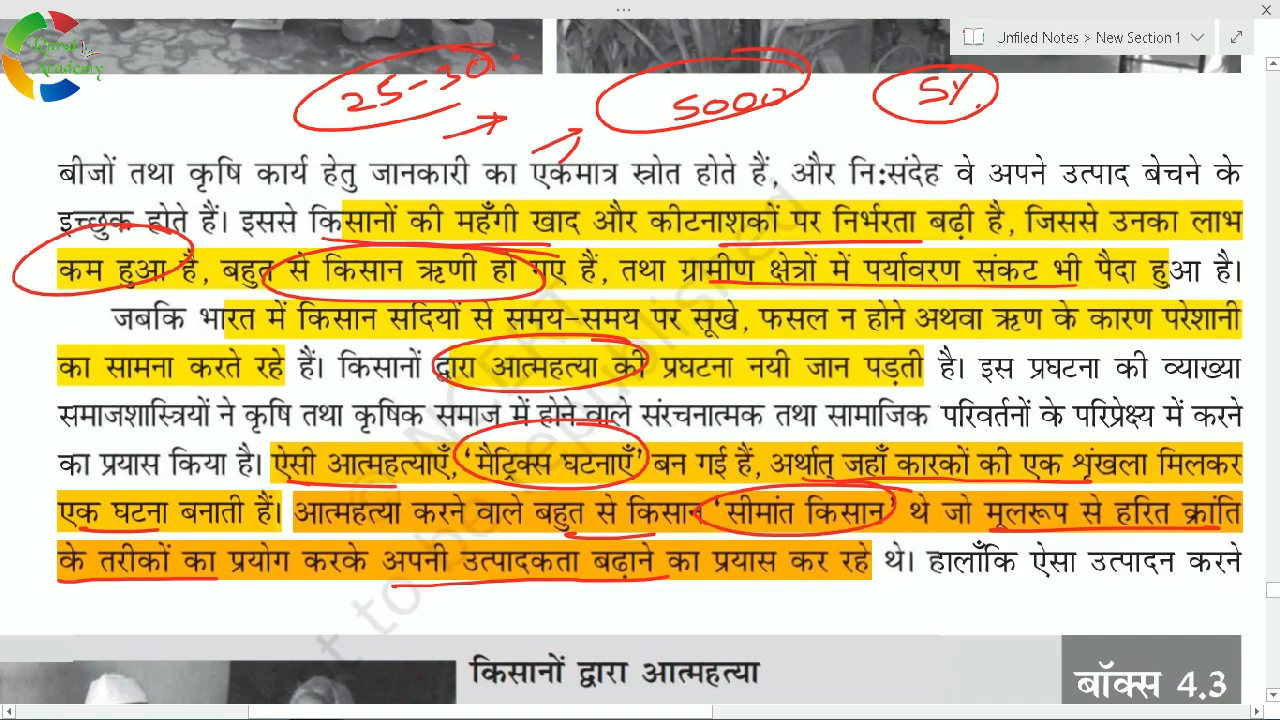 Unfiled Notes > New Section 1
Academy
25-30
5000
5%
बीजों तथा कृषि कार्य हेतु जानकारी का एकमात्र स्रोत होते हैं, और नि:संदेह वे अपने उत्पाद बेचने के
इच्छुक होते हैं। इससे किसानों की महँगी खाद और कीटनाशकों पर निर्भरता बढ़ी है, जिससे उनका लाभ
कम हुआ है, बहुत से किसान ऋणी हो गए हैं, तथा ग्रामीण क्षेत्रों में पर्यावरण संकट भी पैदा हुआ है।
जबकि भारत में किसान सदियों से समय-समय पर सूखे, फसल न होने अथवा ऋण के कारण परेशानी
का सामना करते रहे हैं। किसानों द्वारा आत्महत्या की प्रघटना नयी जान पड़ती है। इस प्रघटना की व्याख्या
समाजशास्त्रियों ने कृषि तथा कृषिक समाज में होने वाले संरचनात्मक तथा सामाजिक परिवर्तनों के परिप्रेक्ष्य में करने
का प्रयास किया है। ऐसी आत्महत्याएँ, ‘मैट्रिक्स घटनाएँ’ बन गई हैं, अर्थात् जहाँ कारकों की एक श्रृंखला मिलकर
एक घटना बनाती हैं। आत्महत्या करने वाले बहुत से किसान ‘सीमांत किसान’ थे जो मूलरूप से हरित क्रांति
के तरीकों का प्रयोग करके अपनी उत्पादकता बढ़ाने का प्रयास कर रहे थे। हालाँकि ऐसा उत्पादन करने
किसानों द्वारा आत्महत्या
बॉक्स 4.3